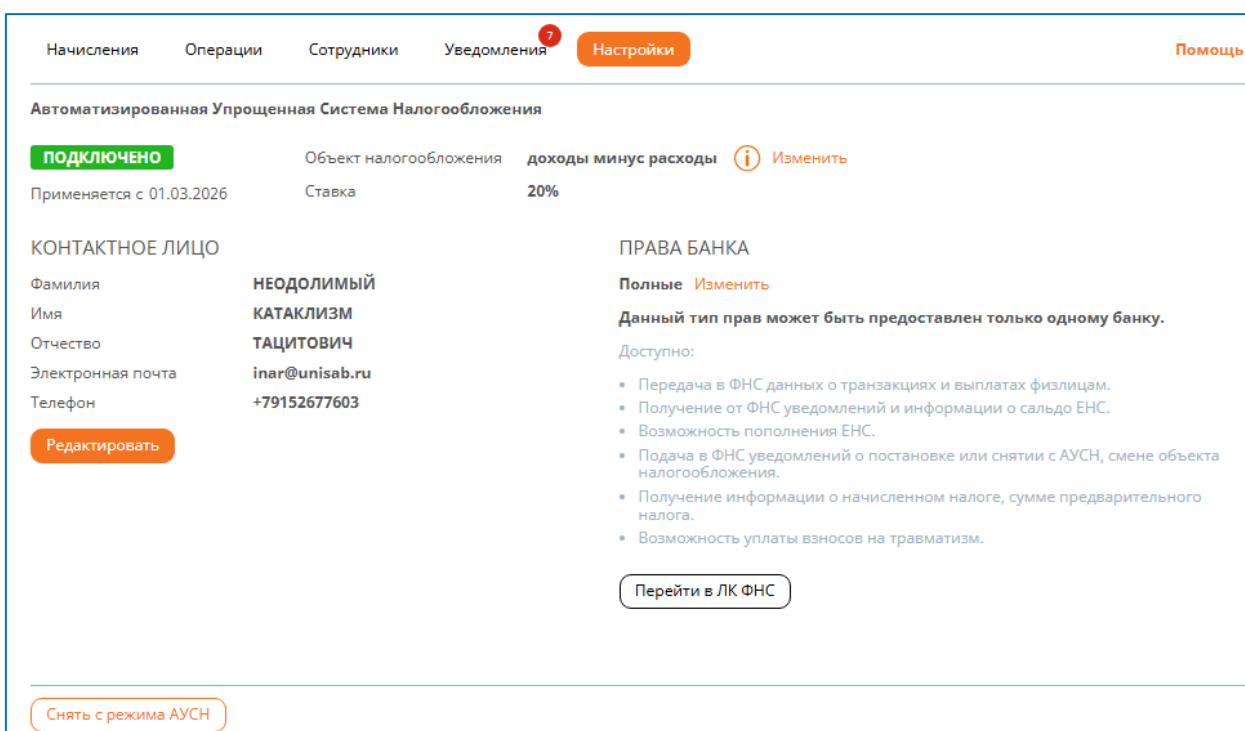 Начисления Операции Сотрудники Уведомления 7 Настройки Помощь
Автоматизированная Упрощенная Система Налогообложения
ПОДКЛЮЧЕНО Объект налогообложения доходы минус расходы i Изменить
Применяется с 01.03.2026 Ставка 20%
КОНТАКТНОЕ ЛИЦО
Фамилия НЕОДОЛИМЫЙ
Имя КАТАКЛИЗМ
Отчество ТАЦИТОВИЧ
Электронная почта inar@unisab.ru
Телефон +79152677603
Редактировать
ПРАВА БАНКА
Полные Изменить
Данный тип прав может быть предоставлен только одному банку.
Доступно:
• Передача в ФНС данных о транзакциях и выплатах физлицам.
• Получение от ФНС уведомлений и информации о сальдо ЕНС.
• Возможность пополнения ЕНС.
• Подача в ФНС уведомлений о постановке или снятии с АУСН, смене объекта
налогообложения.
• Получение информации о начисленном налоге, сумме предварительного
налога.
• Возможность уплаты взносов на травматизм.
Перейти в ЛК ФНС
Снять с режима АУСН